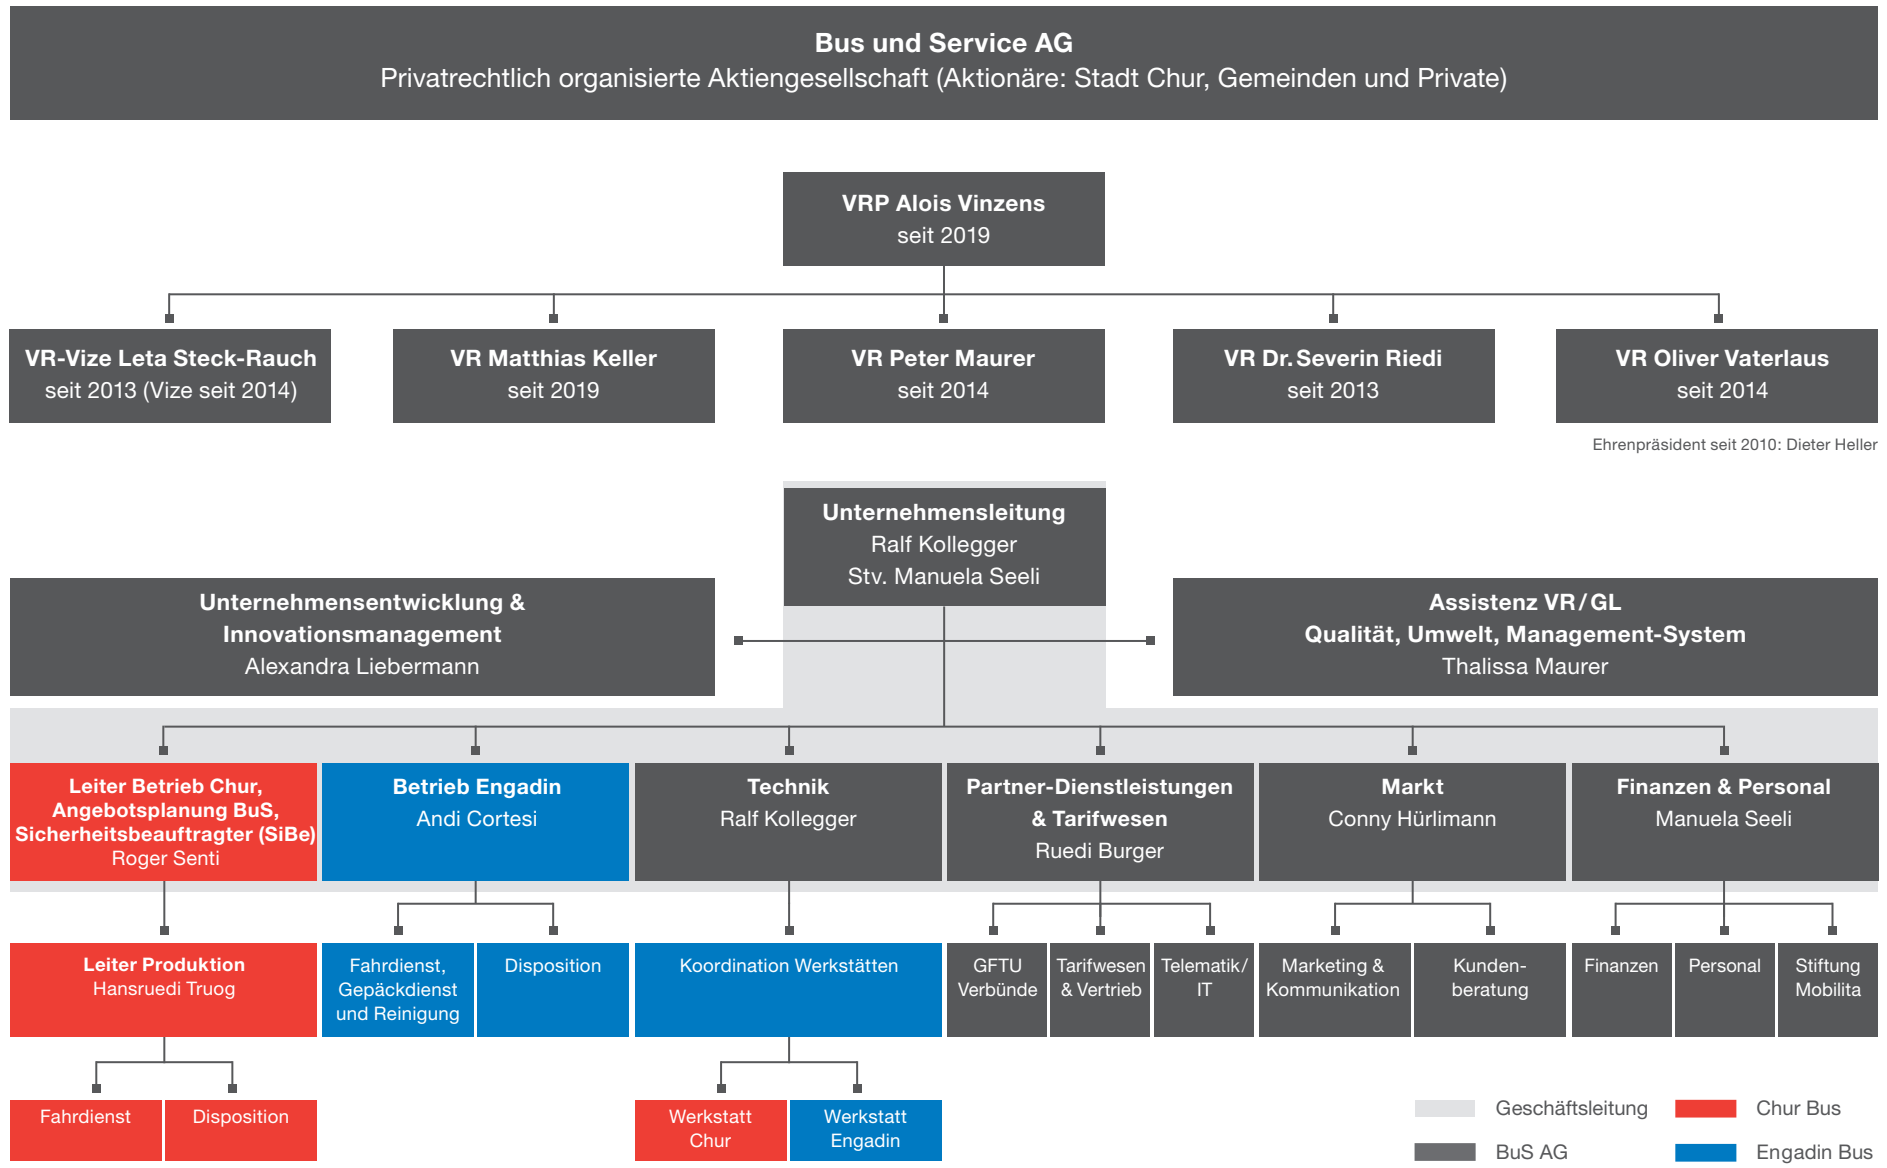 Bus und Service AG
Privatrechtlich organisierte Aktiengesellschaft (Aktionäre: Stadt Chur, Gemeinden und Private)
VRP Alois Vinzens
seit 2019
VR-Vize Leta Steck-Rauch
seit 2013 (Vize seit 2014)
VR Matthias Keller
seit 2019
VR Peter Maurer
seit 2014
VR Dr. Severin Riedi
seit 2013
VR Oliver Vaterlaus
seit 2014
Ehrenpräsident seit 2010: Dieter Heller
Unternehmensleitung
Ralf Kollegger
Stv. Manuela Seeli
Unternehmensentwicklung &
Innovationsmanagement
Alexandra Liebermann
Assistenz VR/GL
Qualität, Umwelt, Management-System
Thalissa Maurer
Leiter Betrieb Chur,
Angebotsplanung BuS,
Sicherheitsbeauftragter (SiBe)
Roger Senti
Betrieb Engadin
Andi Cortesi
Technik
Ralf Kollegger
Partner-Dienstleistungen
& Tarifwesen
Ruedi Burger
Markt
Conny Hürlimann
Finanzen & Personal
Manuela Seeli
Leiter Produktion
Hansruedi Truog
Fahrdienst,
Gepäckdienst
und Reinigung
Disposition
Koordination Werkstätten
GFTU
Verbünde
Tarifwesen
& Vertrieb
Telematik/
IT
Marketing &
Kommunikation
Kunden-
beratung
Finanzen
Personal
Stiftung
Mobilita
Fahrdienst
Disposition
Werkstatt
Chur
Werkstatt
Engadin
Geschäftsleitung
Chur Bus
BuS AG
Engadin Bus